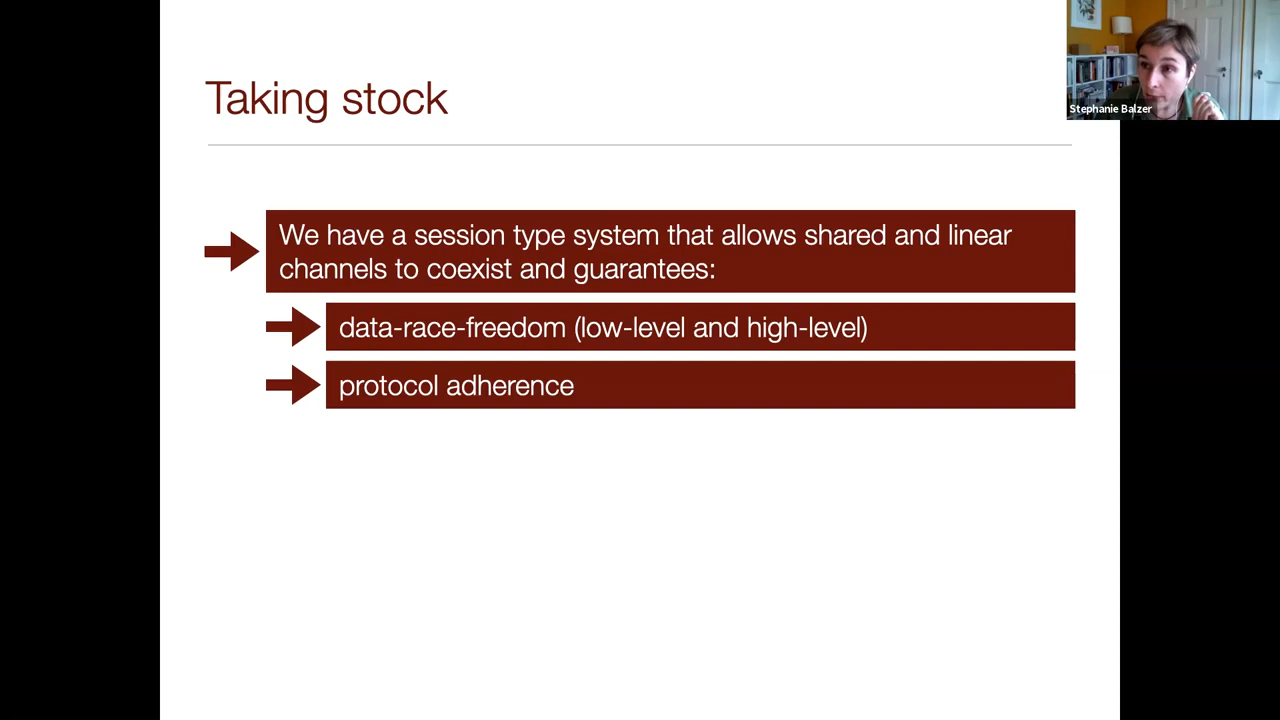 Taking stock
Stephanie Balzer
We have a session type system that allows shared and linear
channels to coexist and guarantees:
data-race-freedom (low-level and high-level)
protocol adherence